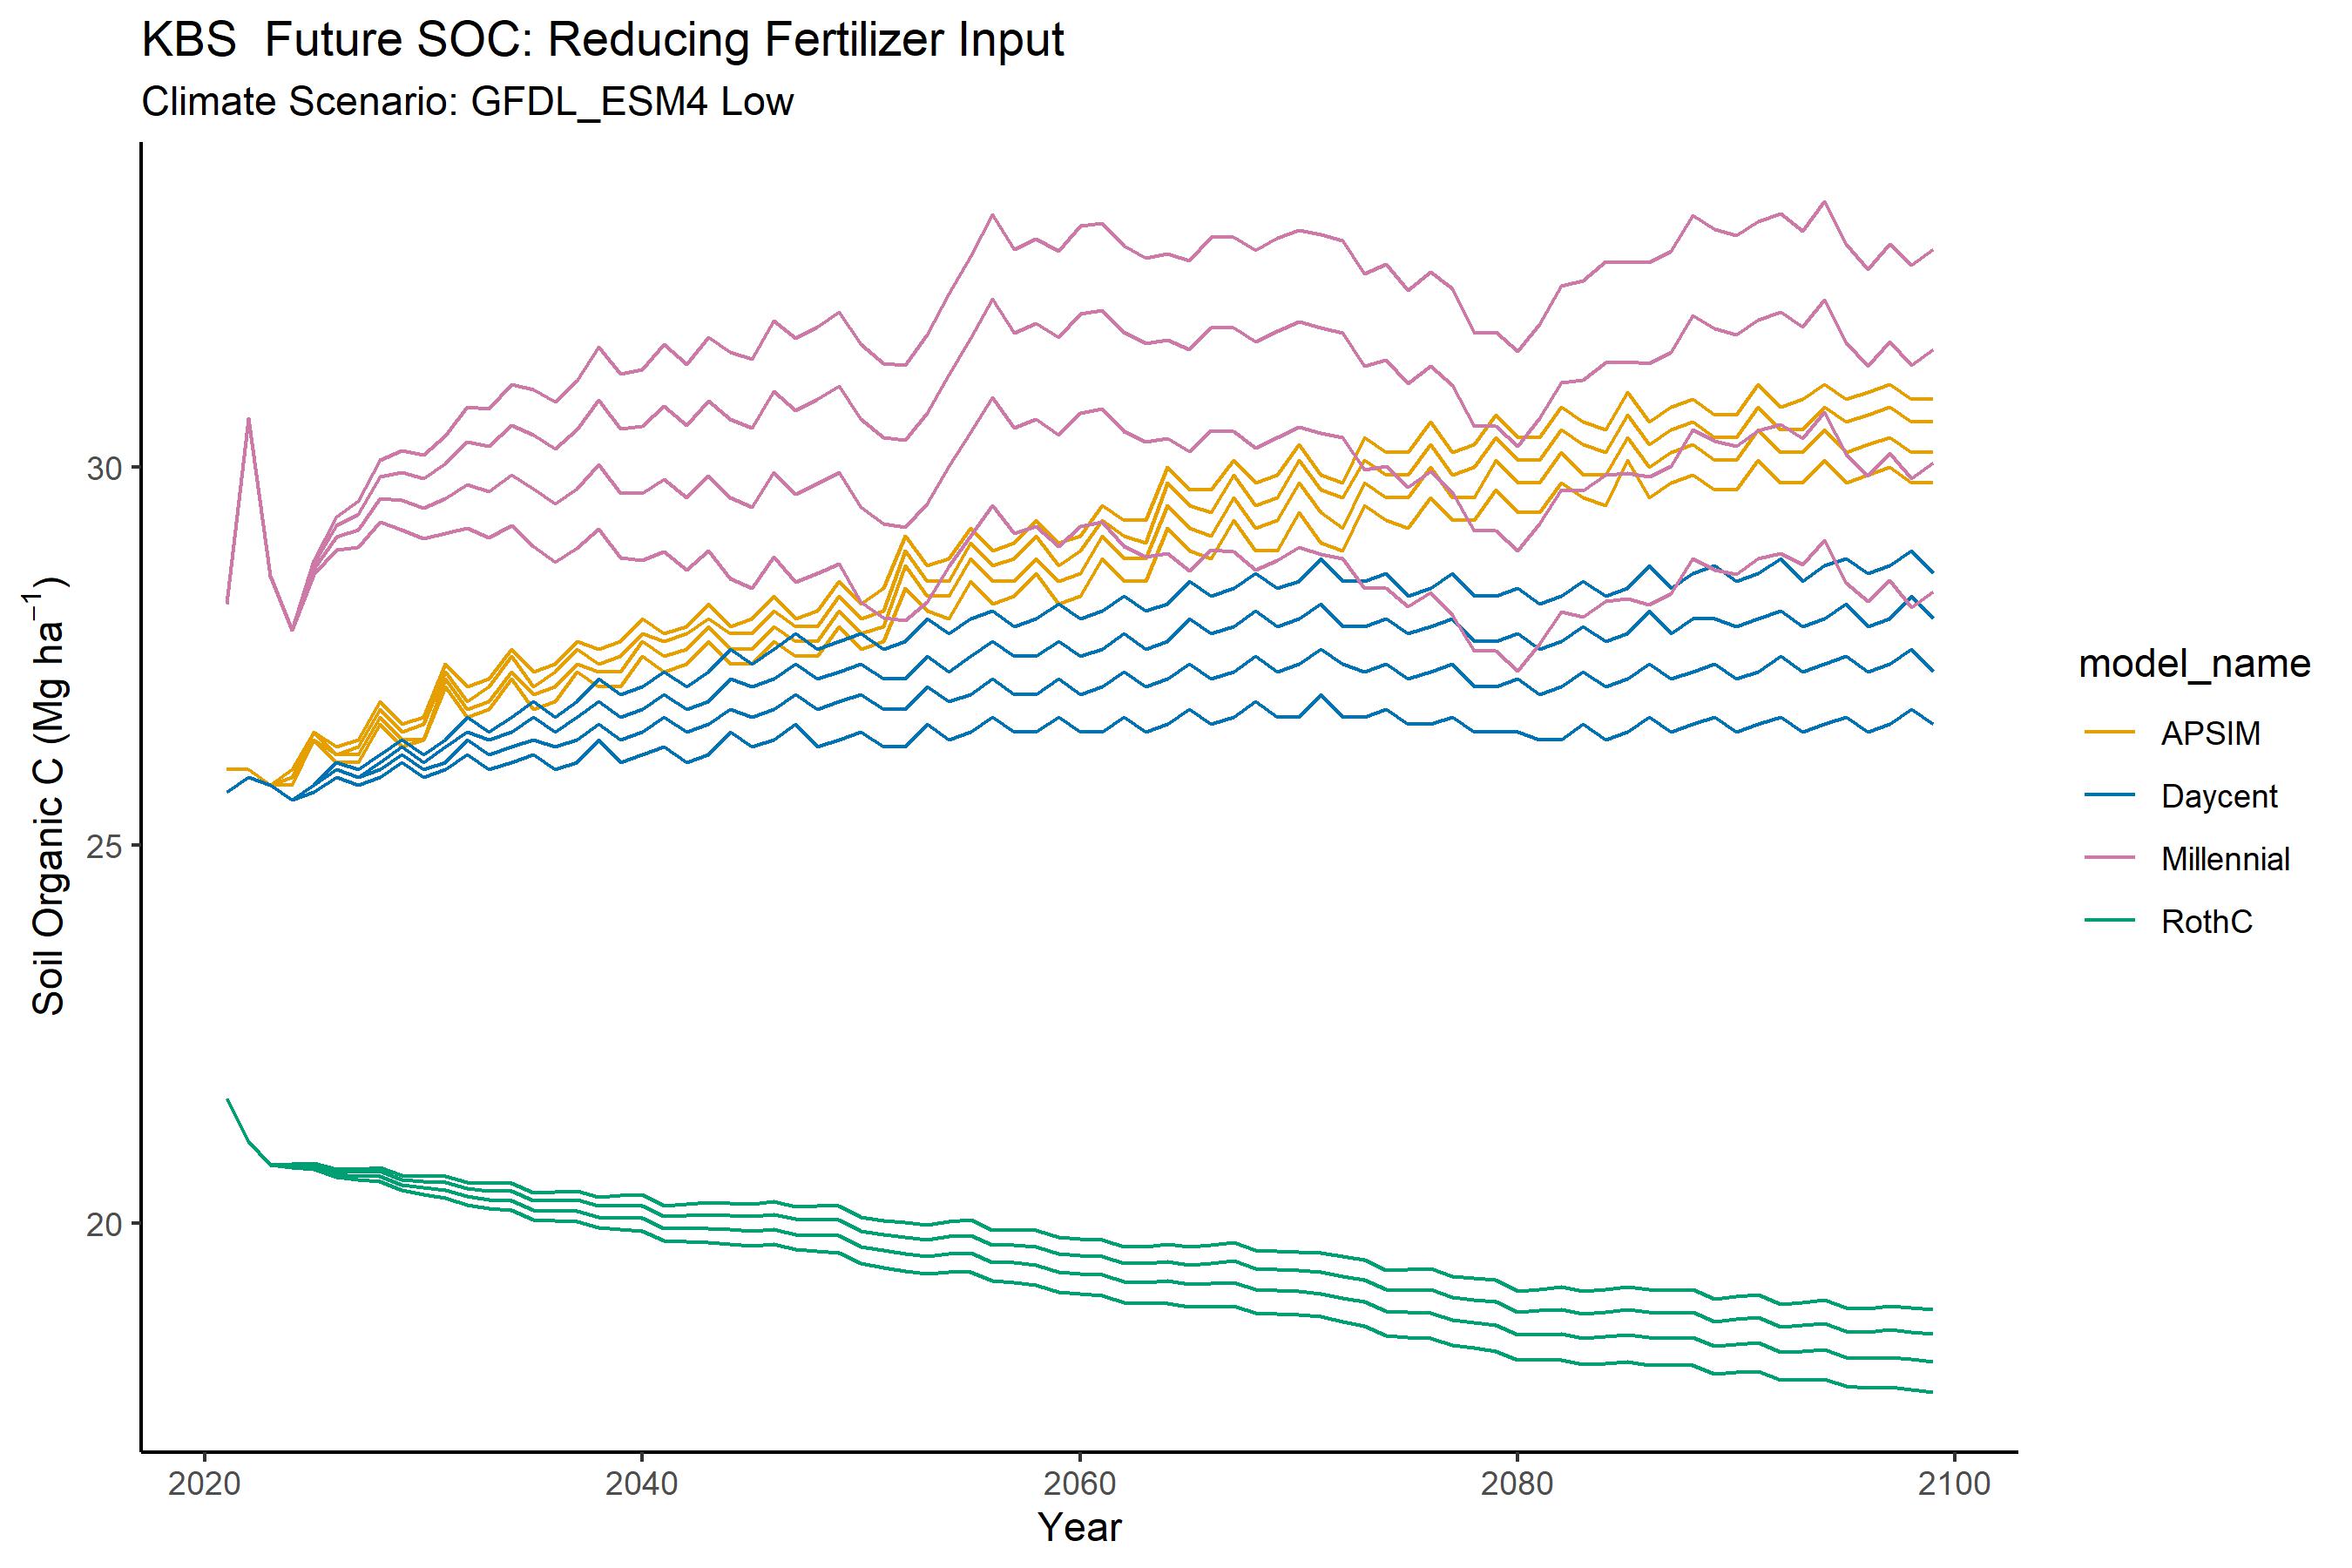 KBS  Future SOC: Reducing Fertilizer Input
Climate Scenario: GFDL_ESM4 Low
Soil Organic C (Mg ha⁻¹)
30
25
20
2020
2040
2060
2080
2100
Year
model_name
APSIM
Daycent
Millennial
RothC